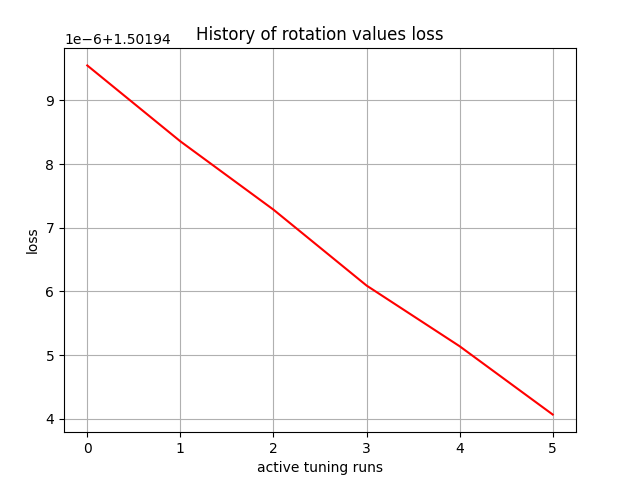 History of rotation values loss
1e−6+1.50194
9
8
7
6
5
4
loss
0 1 2 3 4 5
active tuning runs